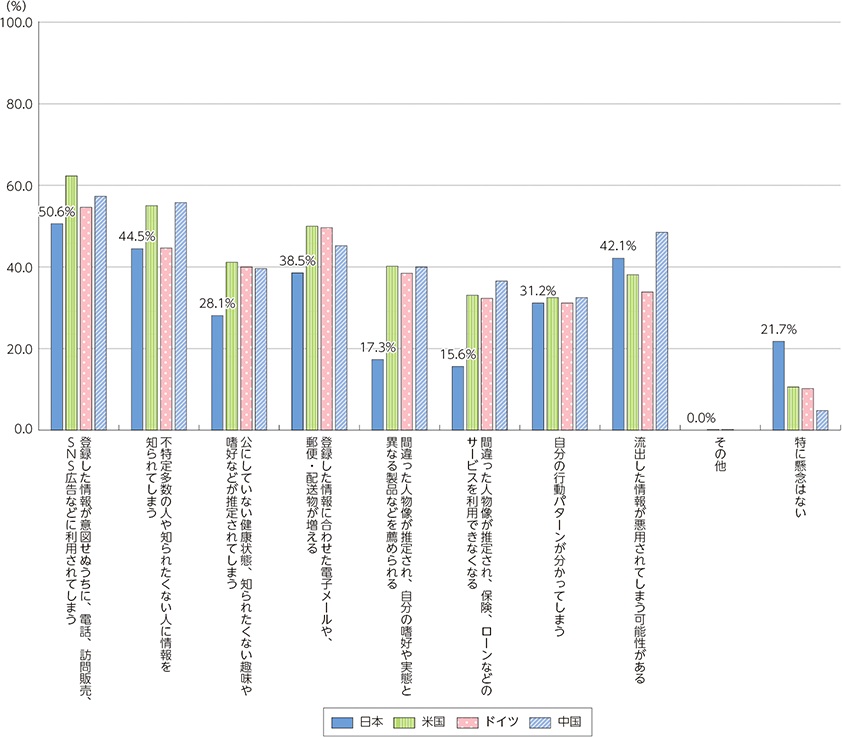 (%)
100.0
80.0
60.0
40.0
20.0
0.0
50.6%
44.5%
28.1%
38.5%
17.3%
15.6%
31.2%
42.1%
0.0%
21.7%
登録した情報が意図せぬうちに、電話、訪問販売、
SNS広告などに利用されてしまう
不特定多数の人や知られたくない人に情報を
知られてしまう
公にしていない健康状態、知られたくない趣味や
嗜好などが推定されてしまう
登録した情報に合わせた電子メールや、
郵便・配送物が増える
間違った人物像が推定され、自分の嗜好や実態と
異なる製品などを薦められる
間違った人物像が推定され、保険、ローンなどの
サービスを利用できなくなる
自分の行動パターンが分かってしまう
流出した情報が悪用されてしまう可能性がある
その他
特に懸念はない
日本 米国 ドイツ 中国